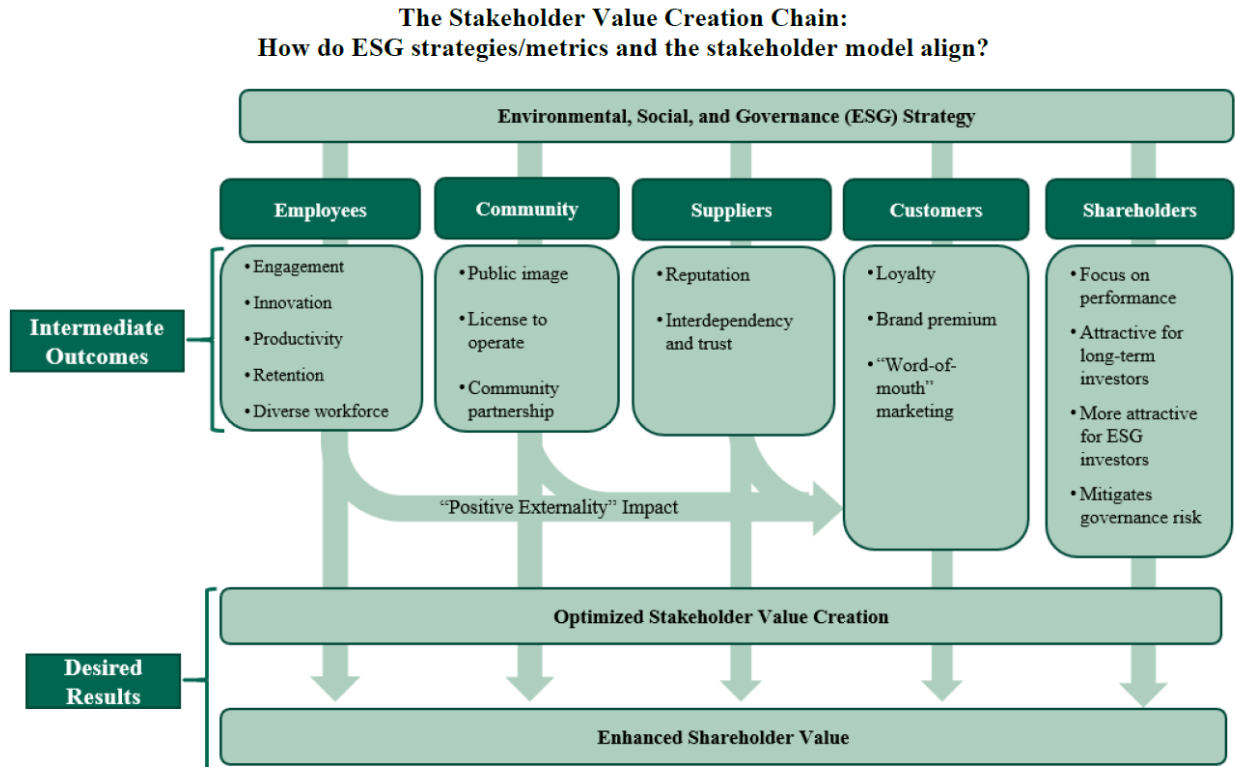 The Stakeholder Value Creation Chain:
How do ESG strategies/metrics and the stakeholder model align?
Environmental, Social, and Governance (ESG) Strategy
Employees
Community
Suppliers
Customers
Shareholders
Intermediate
Outcomes
• Engagement
• Innovation
• Productivity
• Retention
• Diverse workforce
• Public image
• License to
operate
• Community
partnership
• Reputation
• Interdependency
and trust
• Loyalty
• Brand premium
• “Word-of-
mouth”
marketing
• Focus on
performance
• Attractive for
long-term
investors
• More attractive
for ESG
investors
• Mitigates
governance risk
“Positive Externality” Impact
Desired
Results
Optimized Stakeholder Value Creation
Enhanced Shareholder Value